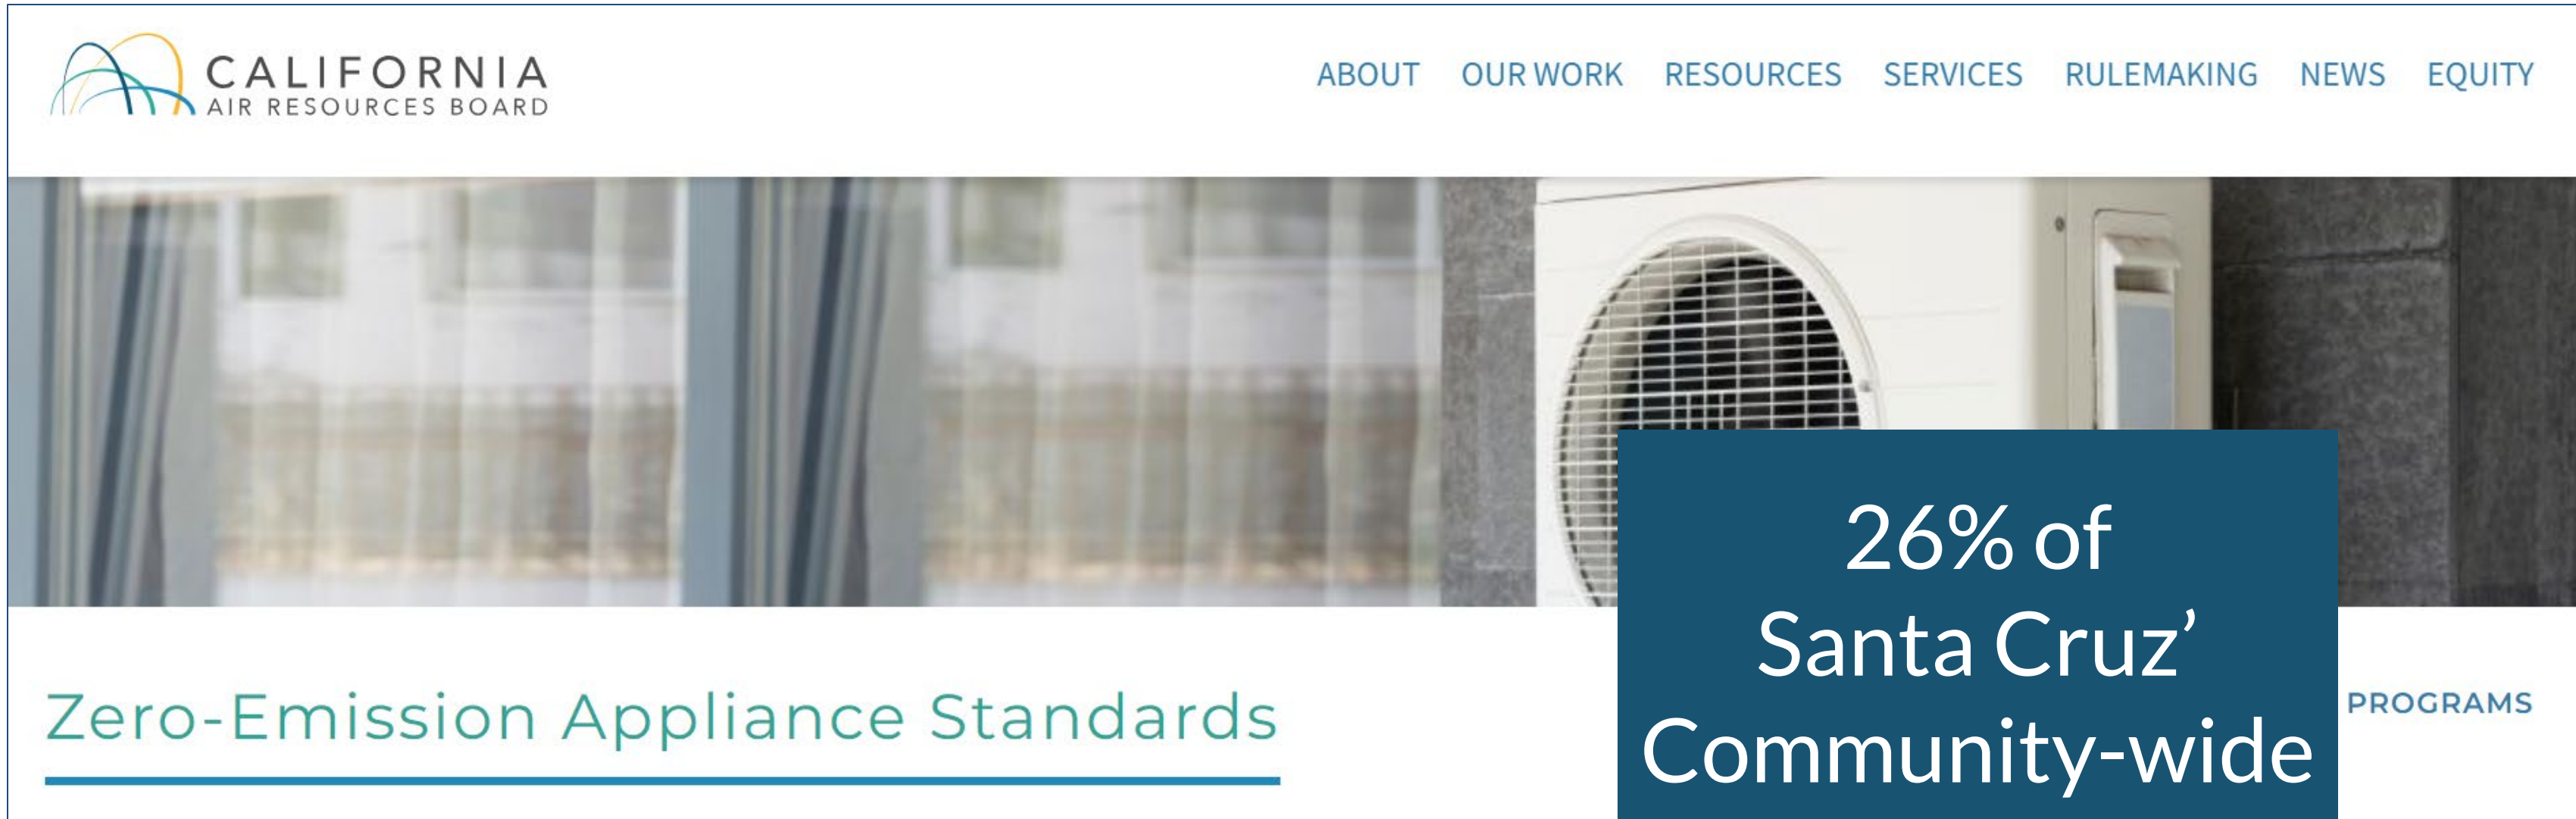 CALIFORNIA
AIR RESOURCES BOARD
ABOUT OUR WORK RESOURCES SERVICES RULEMAKING NEWS EQUITY
26% of
Santa Cruz’
Community-wide
Zero-Emission Appliance Standards
PROGRAMS